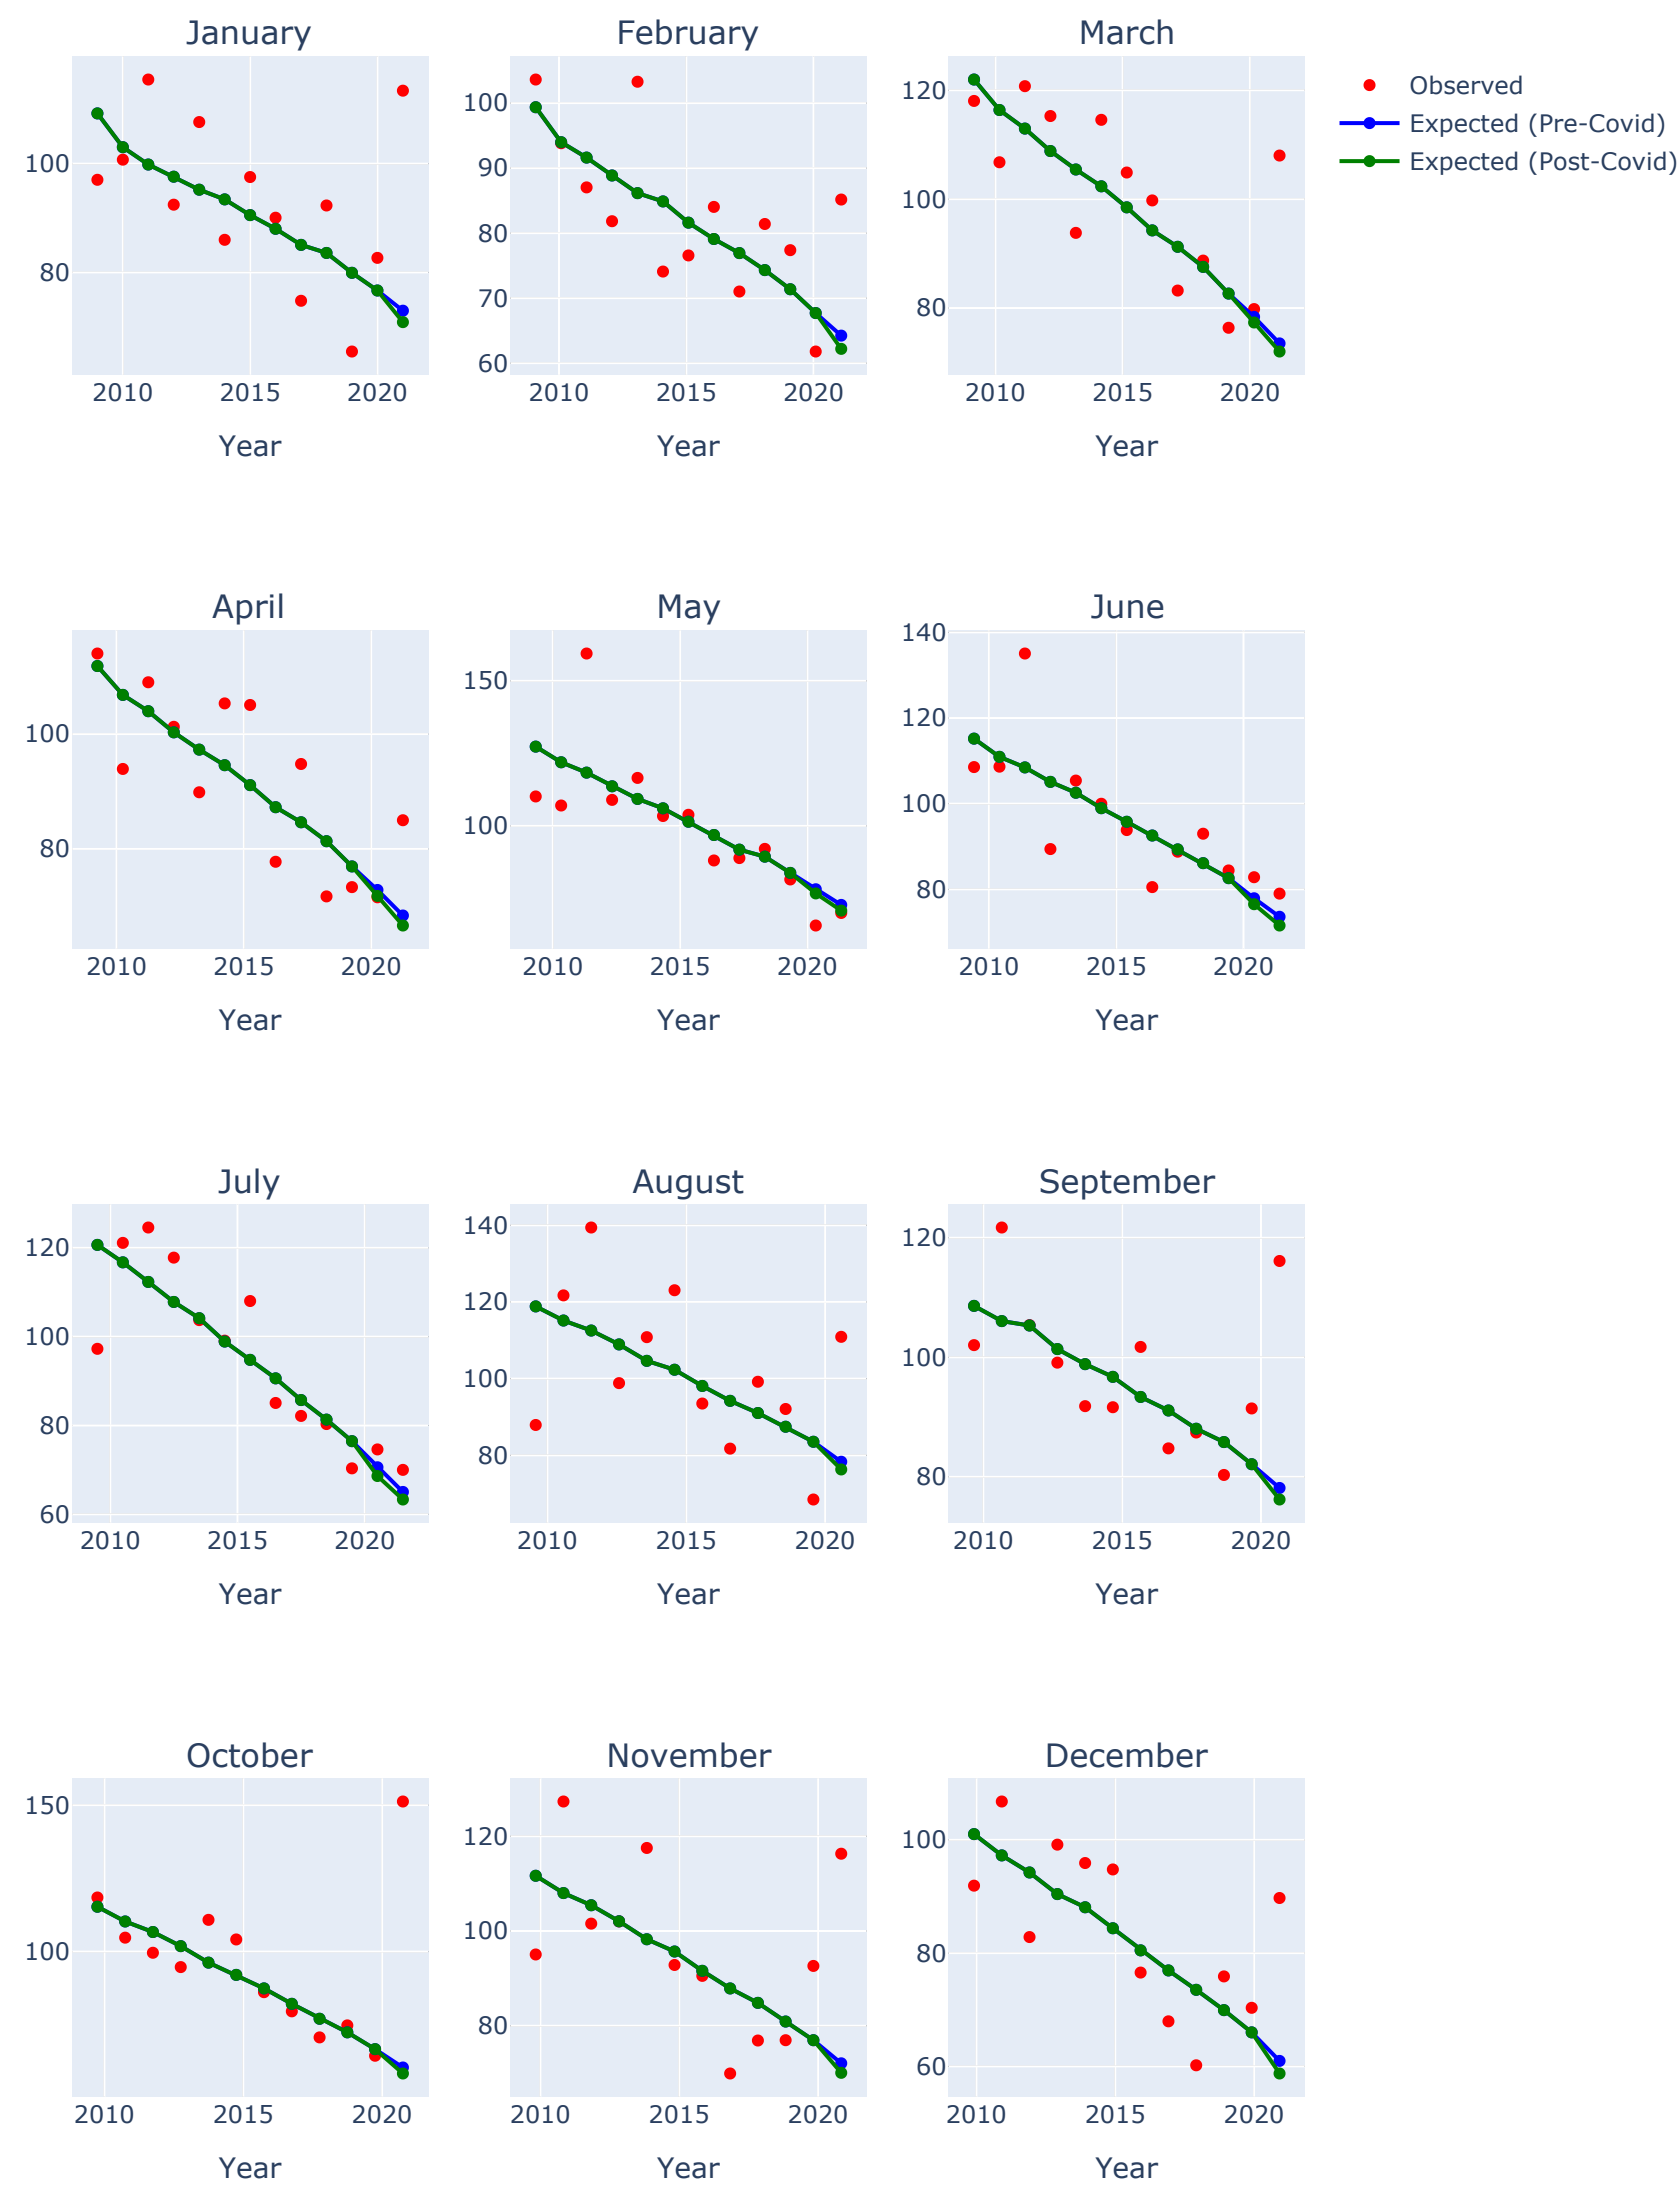 January
February
March
Observed
Expected (Pre-Covid)
Expected (Post-Covid)
100
80
2010
2015
2020
Year
100
90
80
70
60
2010
2015
2020
Year
120
100
80
2010
2015
2020
Year
April
May
June
100
80
2010
2015
2020
Year
150
100
2010
2015
2020
Year
140
120
100
80
2010
2015
2020
Year
July
August
September
120
100
80
60
2010
2015
2020
Year
140
120
100
80
2010
2015
2020
Year
120
100
80
2010
2015
2020
Year
October
November
December
150
100
2010
2015
2020
Year
120
100
80
2010
2015
2020
Year
100
80
60
2010
2015
2020
Year